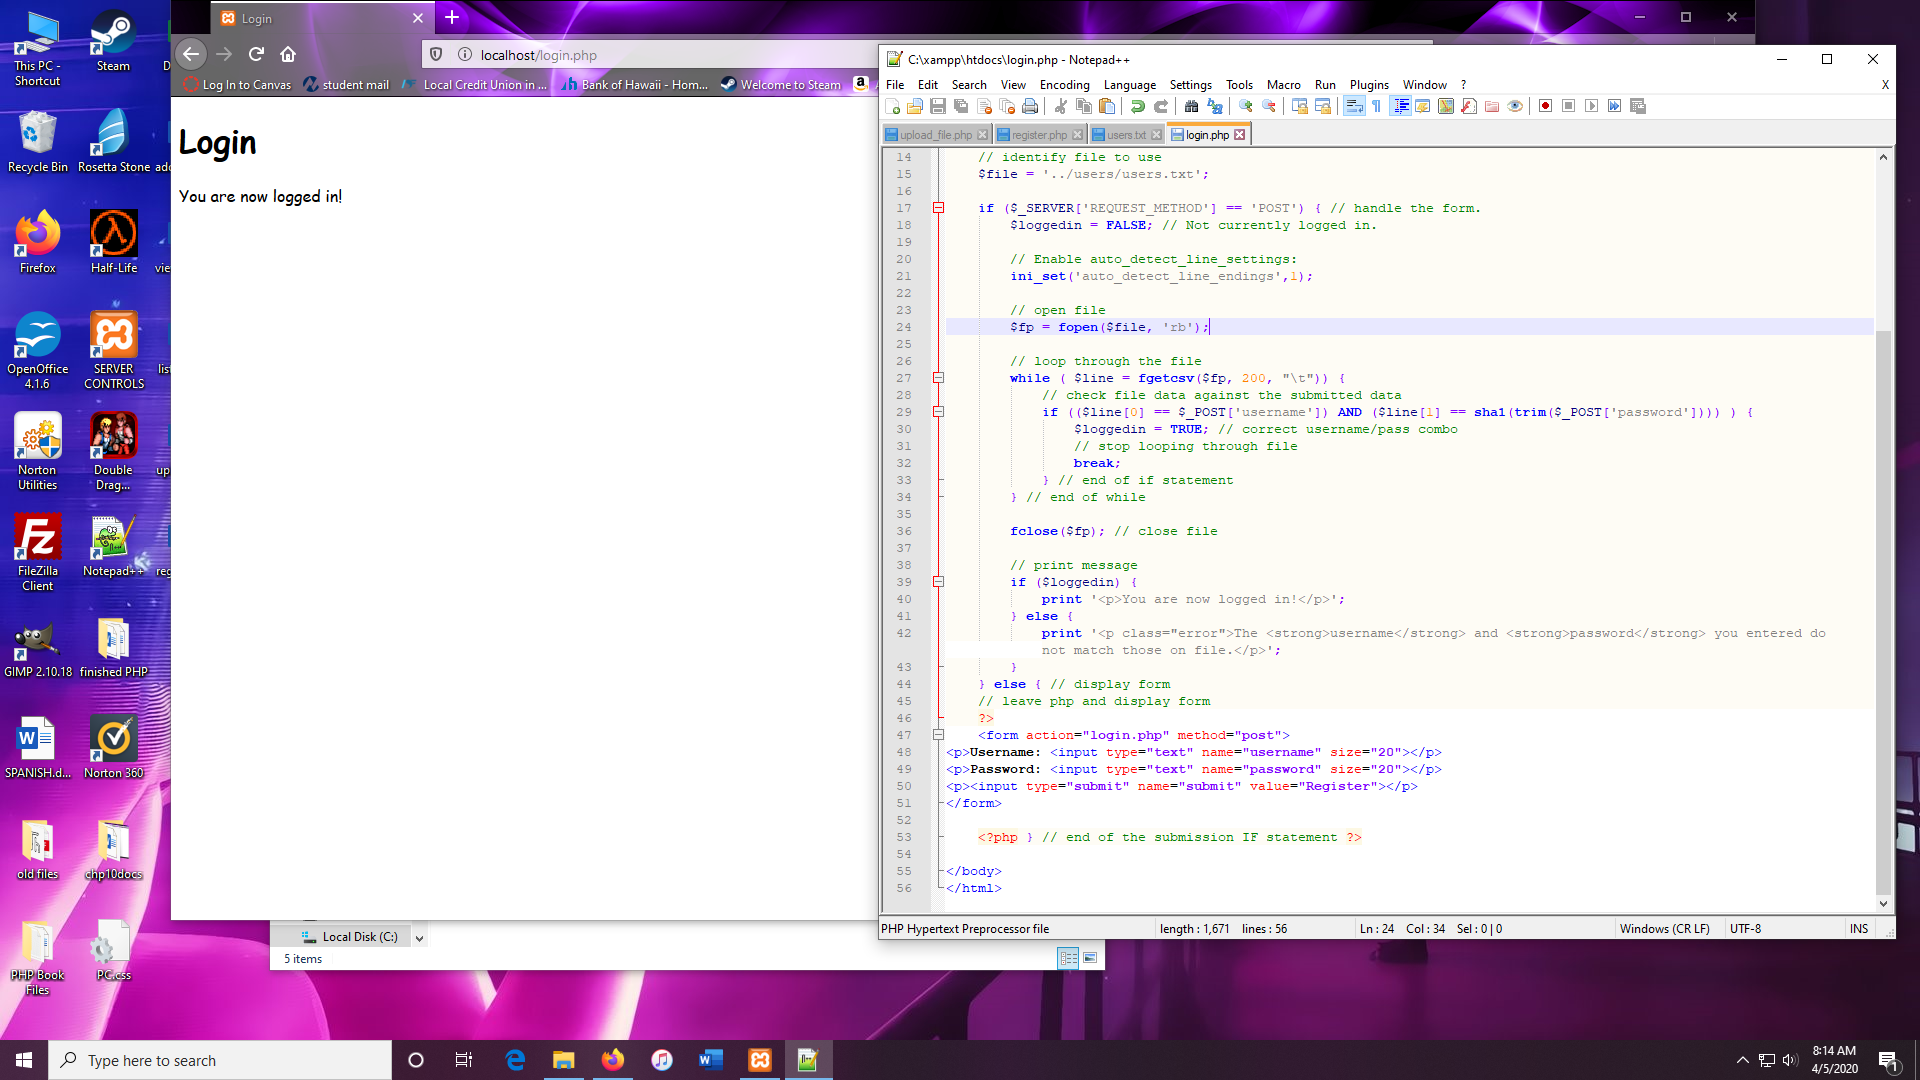 This PC - Shortcut
Steam
Recycle Bin
Rosetta Stone
Firefox
Half-Life
OpenOffice 4.1.6
SERVER CONTROLS
Norton Utilities
Double Drag...
FileZilla Client
Notepad++
GIMP 2.10.18
finished PHP
SPANISH.d...
Norton 360
old files
chp10docs
PHP Book Files
PC.css
Login
localhost/login.php
Log In to Canvas
student mail
Local Credit Union in ...
Bank of Hawaii - Hom...
Welcome to Steam
Login
You are now logged in!
Local Disk (C:)
5 items
C:\xampp\htdocs\login.php - Notepad++
File Edit Search View Encoding Language Settings Tools Macro Run Plugins Window ?
X
upload_file.php register.php users.txt login.php
14 // identify file to use
15 $file = '../users/users.txt';
16
17 if ($_SERVER['REQUEST_METHOD'] == 'POST') { // handle the form.
18 $loggedin = FALSE; // Not currently logged in.
19
20 // Enable auto_detect_line_settings:
21 ini_set('auto_detect_line_endings',1);
22
23 // open file
24 $fp = fopen($file, 'rb');
25
26 // loop through the file
27 while ( $line = fgetcsv($fp, 200, "\t")) {
28 // check file data against the submitted data
29 if (($line[0] == $_POST['username']) AND ($line[1] == sha1(trim($_POST['password']))) ) {
30 $loggedin = TRUE; // correct username/pass combo
31 // stop looping through file
32 break;
33 } // end of if statement
34 } // end of while
35
36 fclose($fp); // close file
37
38 // print message
39 if ($loggedin) {
40 print '<p>You are now logged in!</p>';
41 } else {
42 print '<p class="error">The <strong>username</strong> and <strong>password</strong> you entered do
not match those on file.</p>';
43 }
44 } else { // display form
45 // leave php and display form
46 ?>
47 <form action="login.php" method="post">
48 <p>Username: <input type="text" name="username" size="20"></p>
49 <p>Password: <input type="text" name="password" size="20"></p>
50 <p><input type="submit" name="submit" value="Register"></p>
51 </form>
52
53 <?php } // end of the submission IF statement ?>
54
55 </body>
56 </html>
PHP Hypertext Preprocessor file length : 1,671 lines : 56 Ln : 24 Col : 34 Sel : 0 | 0 Windows (CR LF) UTF-8 INS
Type here to search
8:14 AM
4/5/2020
1